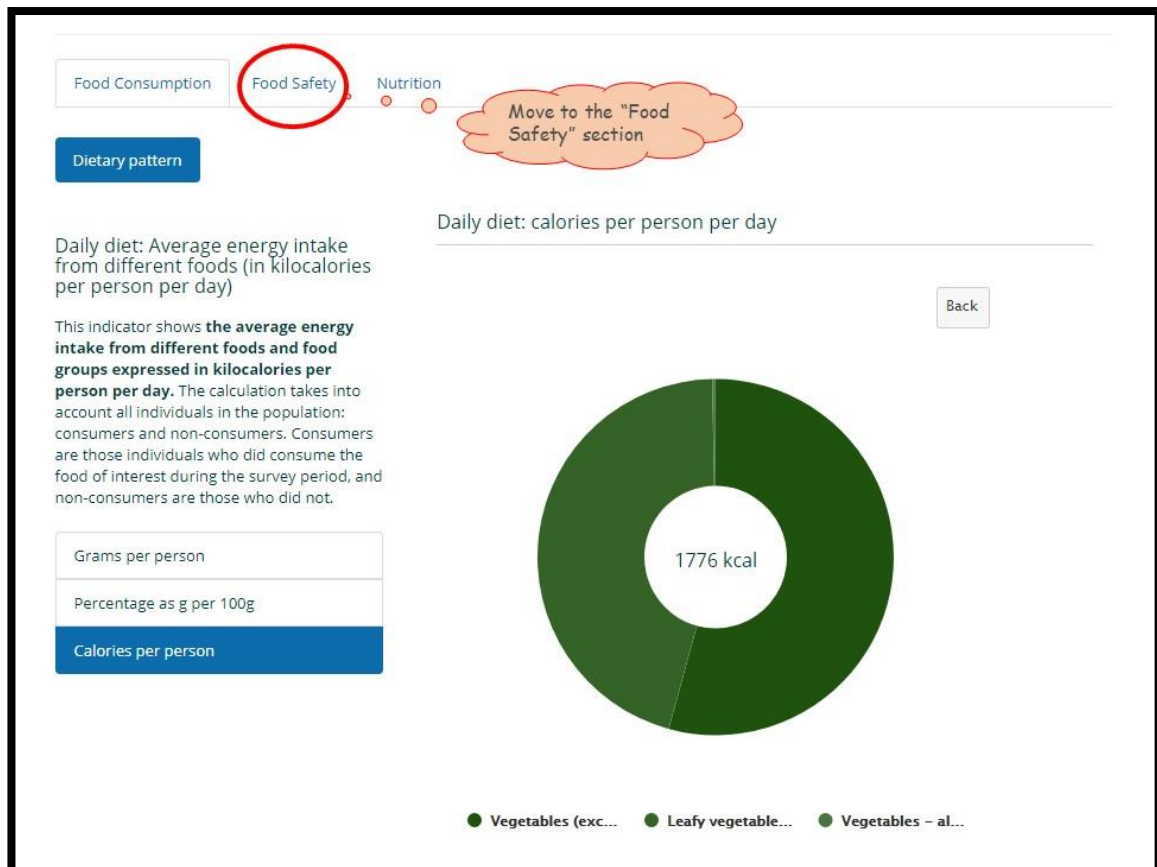 Food Consumption
Food Safety
Nutrition
Move to the "Food
Safety" section
Dietary pattern
Daily diet: calories per person per day
Daily diet: Average energy intake
from different foods (in kilocalories
per person per day)
This indicator shows the average energy
intake from different foods and food
groups expressed in kilocalories per
person per day. The calculation takes into
account all individuals in the population:
consumers and non-consumers. Consumers
are those individuals who did consume the
food of interest during the survey period, and
non-consumers are those who did not.
Grams per person
Percentage as g per 100g
Calories per person
Back
1776 kcal
Vegetables (exc...
Leafy vegetable...
Vegetables – al...